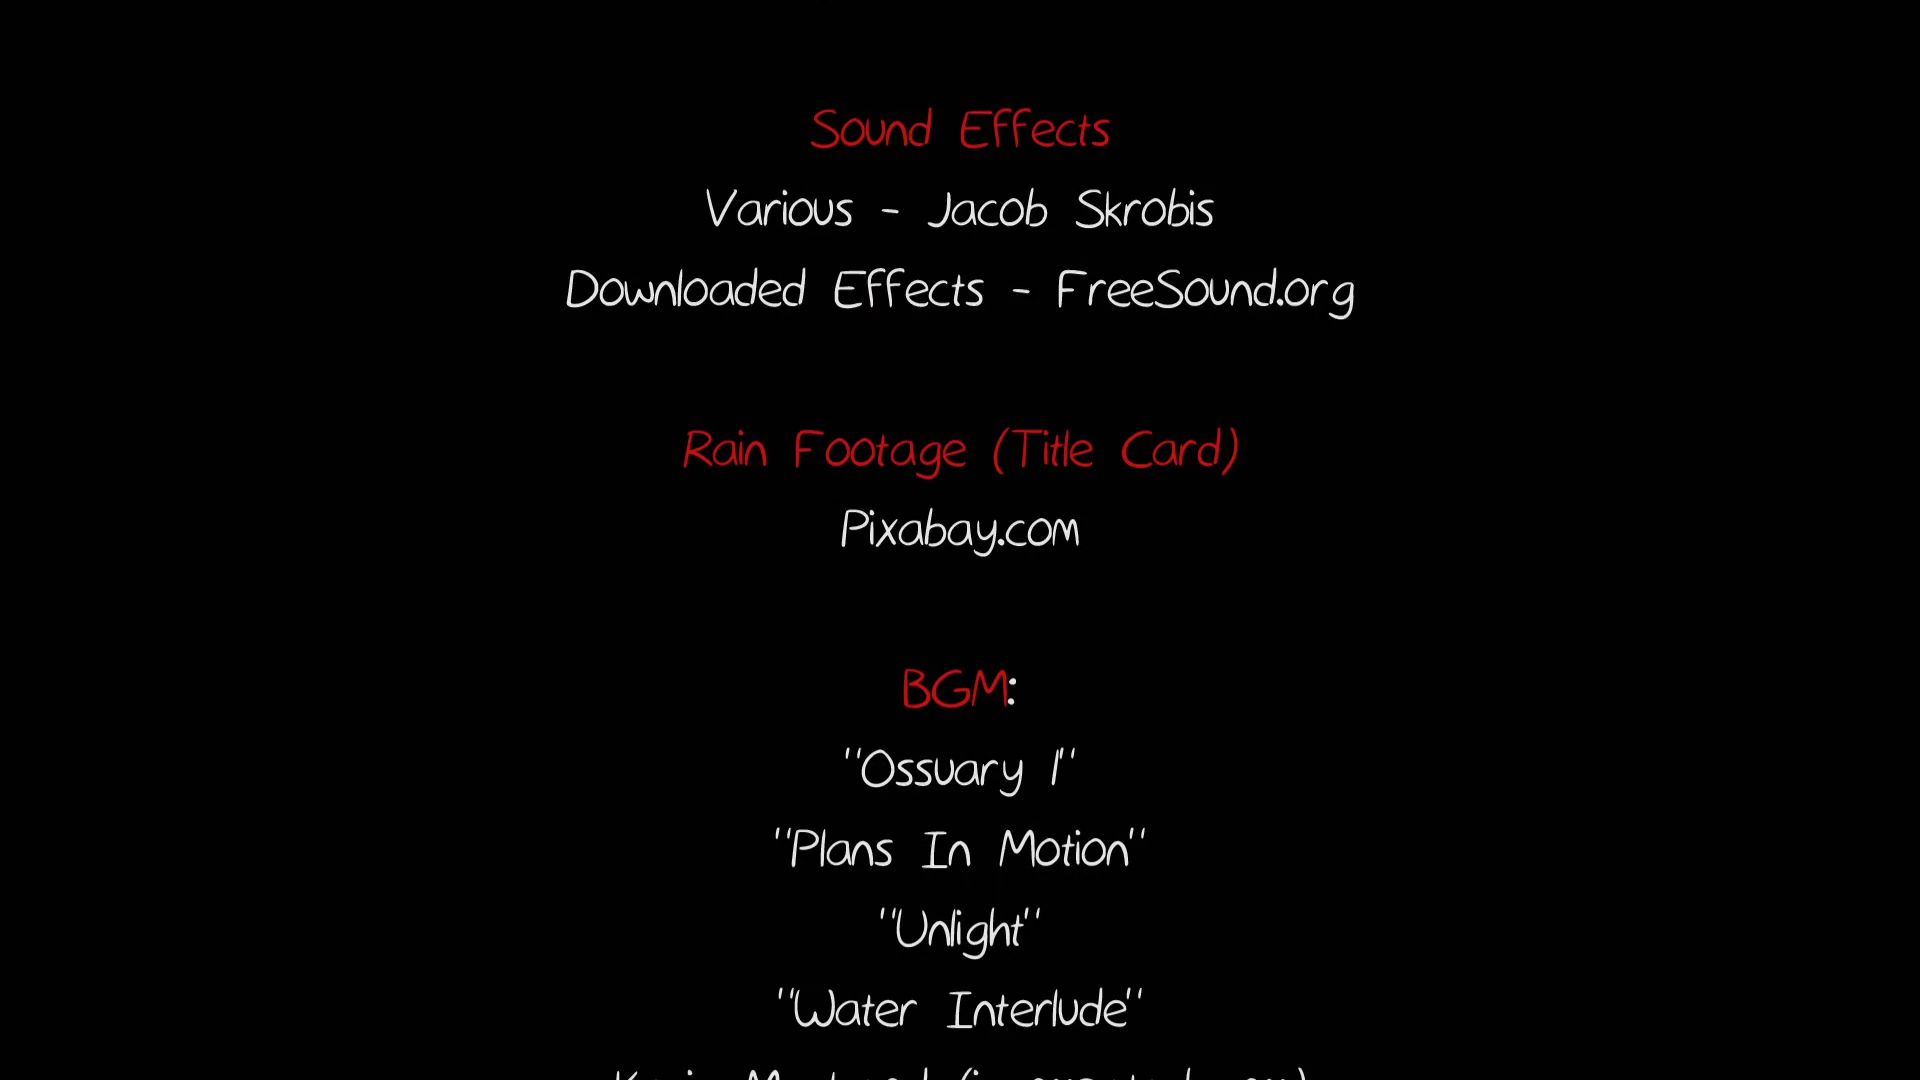 Sound Effects
Various - Jacob Skrobis
Downloaded Effects - FreeSound.org
Rain Footage (Title Card)
Pixabay.com
BGM:
"Ossuary 1"
"Plans In Motion"
"Unlight"
"Water Interlude"